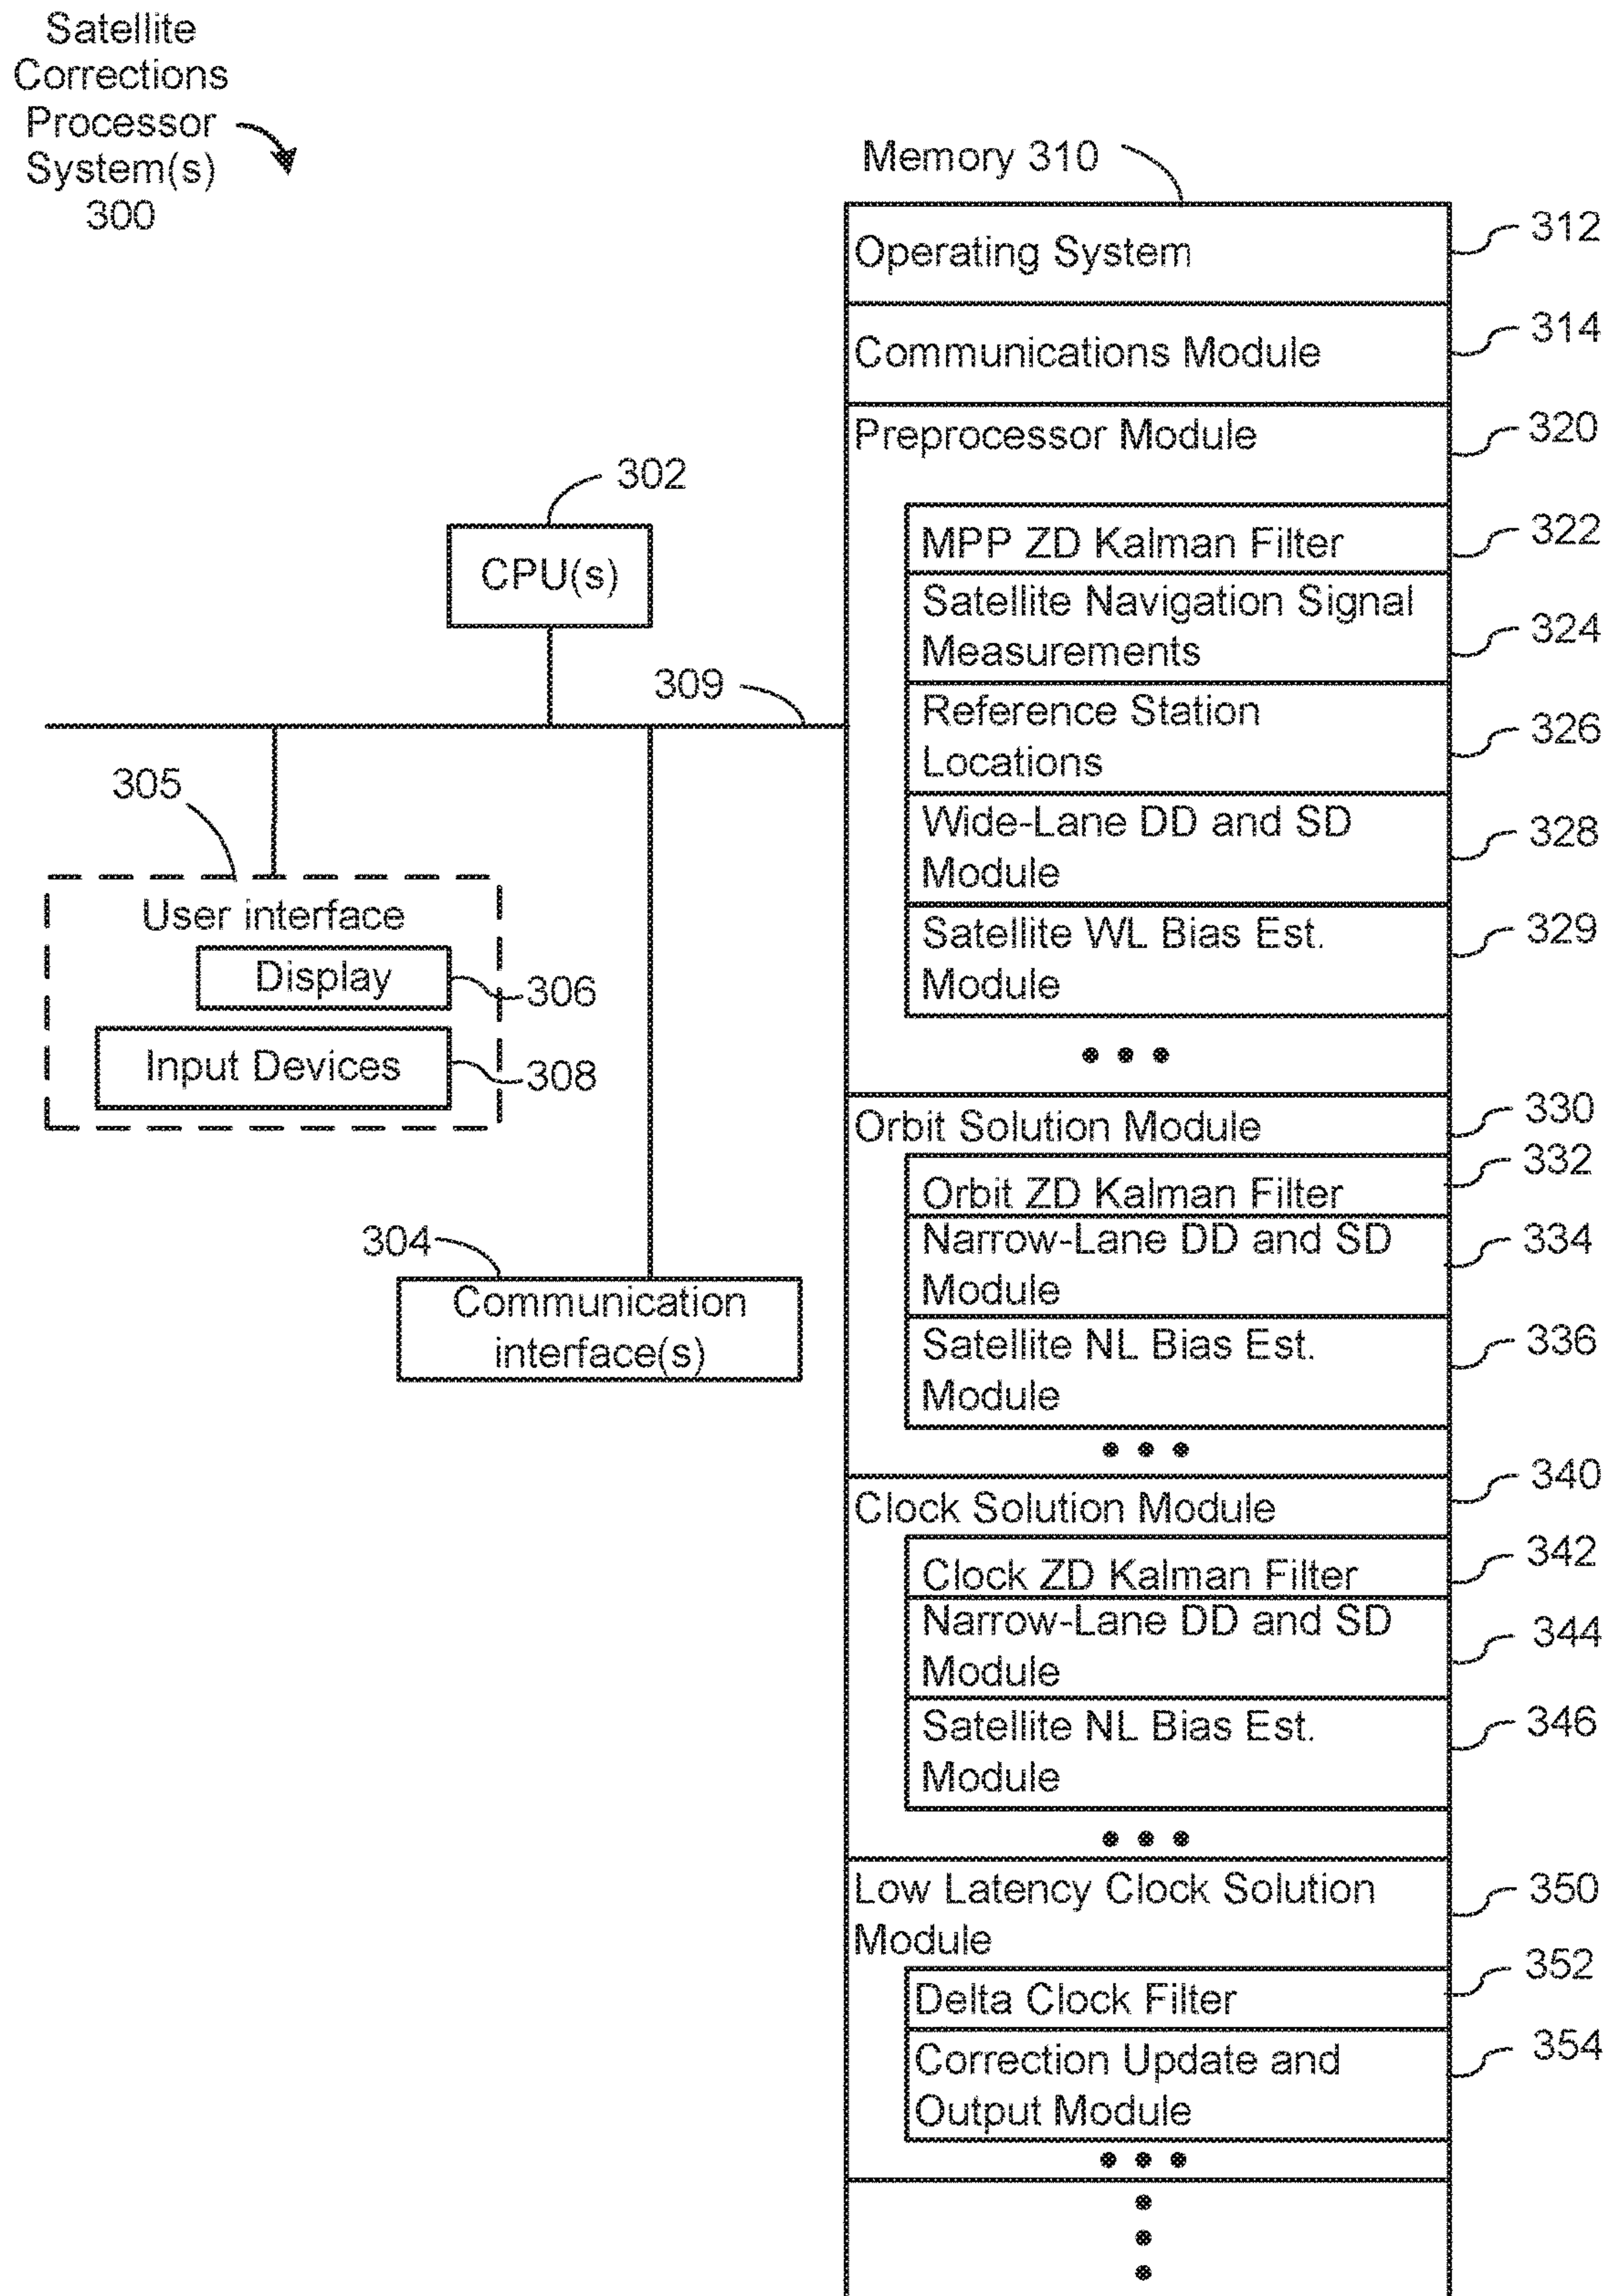 Satellite
Corrections
Processor
System(s)
300
Memory 310
Operating System
312
Communications Module
314
Preprocessor Module
320
MPP ZD Kalman Filter
322
Satellite Navigation Signal
Measurements
324
Reference Station
Locations
326
Wide-Lane DD and SD
Module
328
Satellite WL Bias Est.
Module
329
Orbit Solution Module
330
Orbit ZD Kalman Filter
332
Narrow-Lane DD and SD
Module
334
Satellite NL Bias Est.
Module
336
Clock Solution Module
340
Clock ZD Kalman Filter
342
Narrow-Lane DD and SD
Module
344
Satellite NL Bias Est.
Module
346
Low Latency Clock Solution
Module
350
Delta Clock Filter
352
Correction Update and
Output Module
354
302
CPU(s)
309
305
User interface
Display
306
Input Devices
308
304
Communication
interface(s)